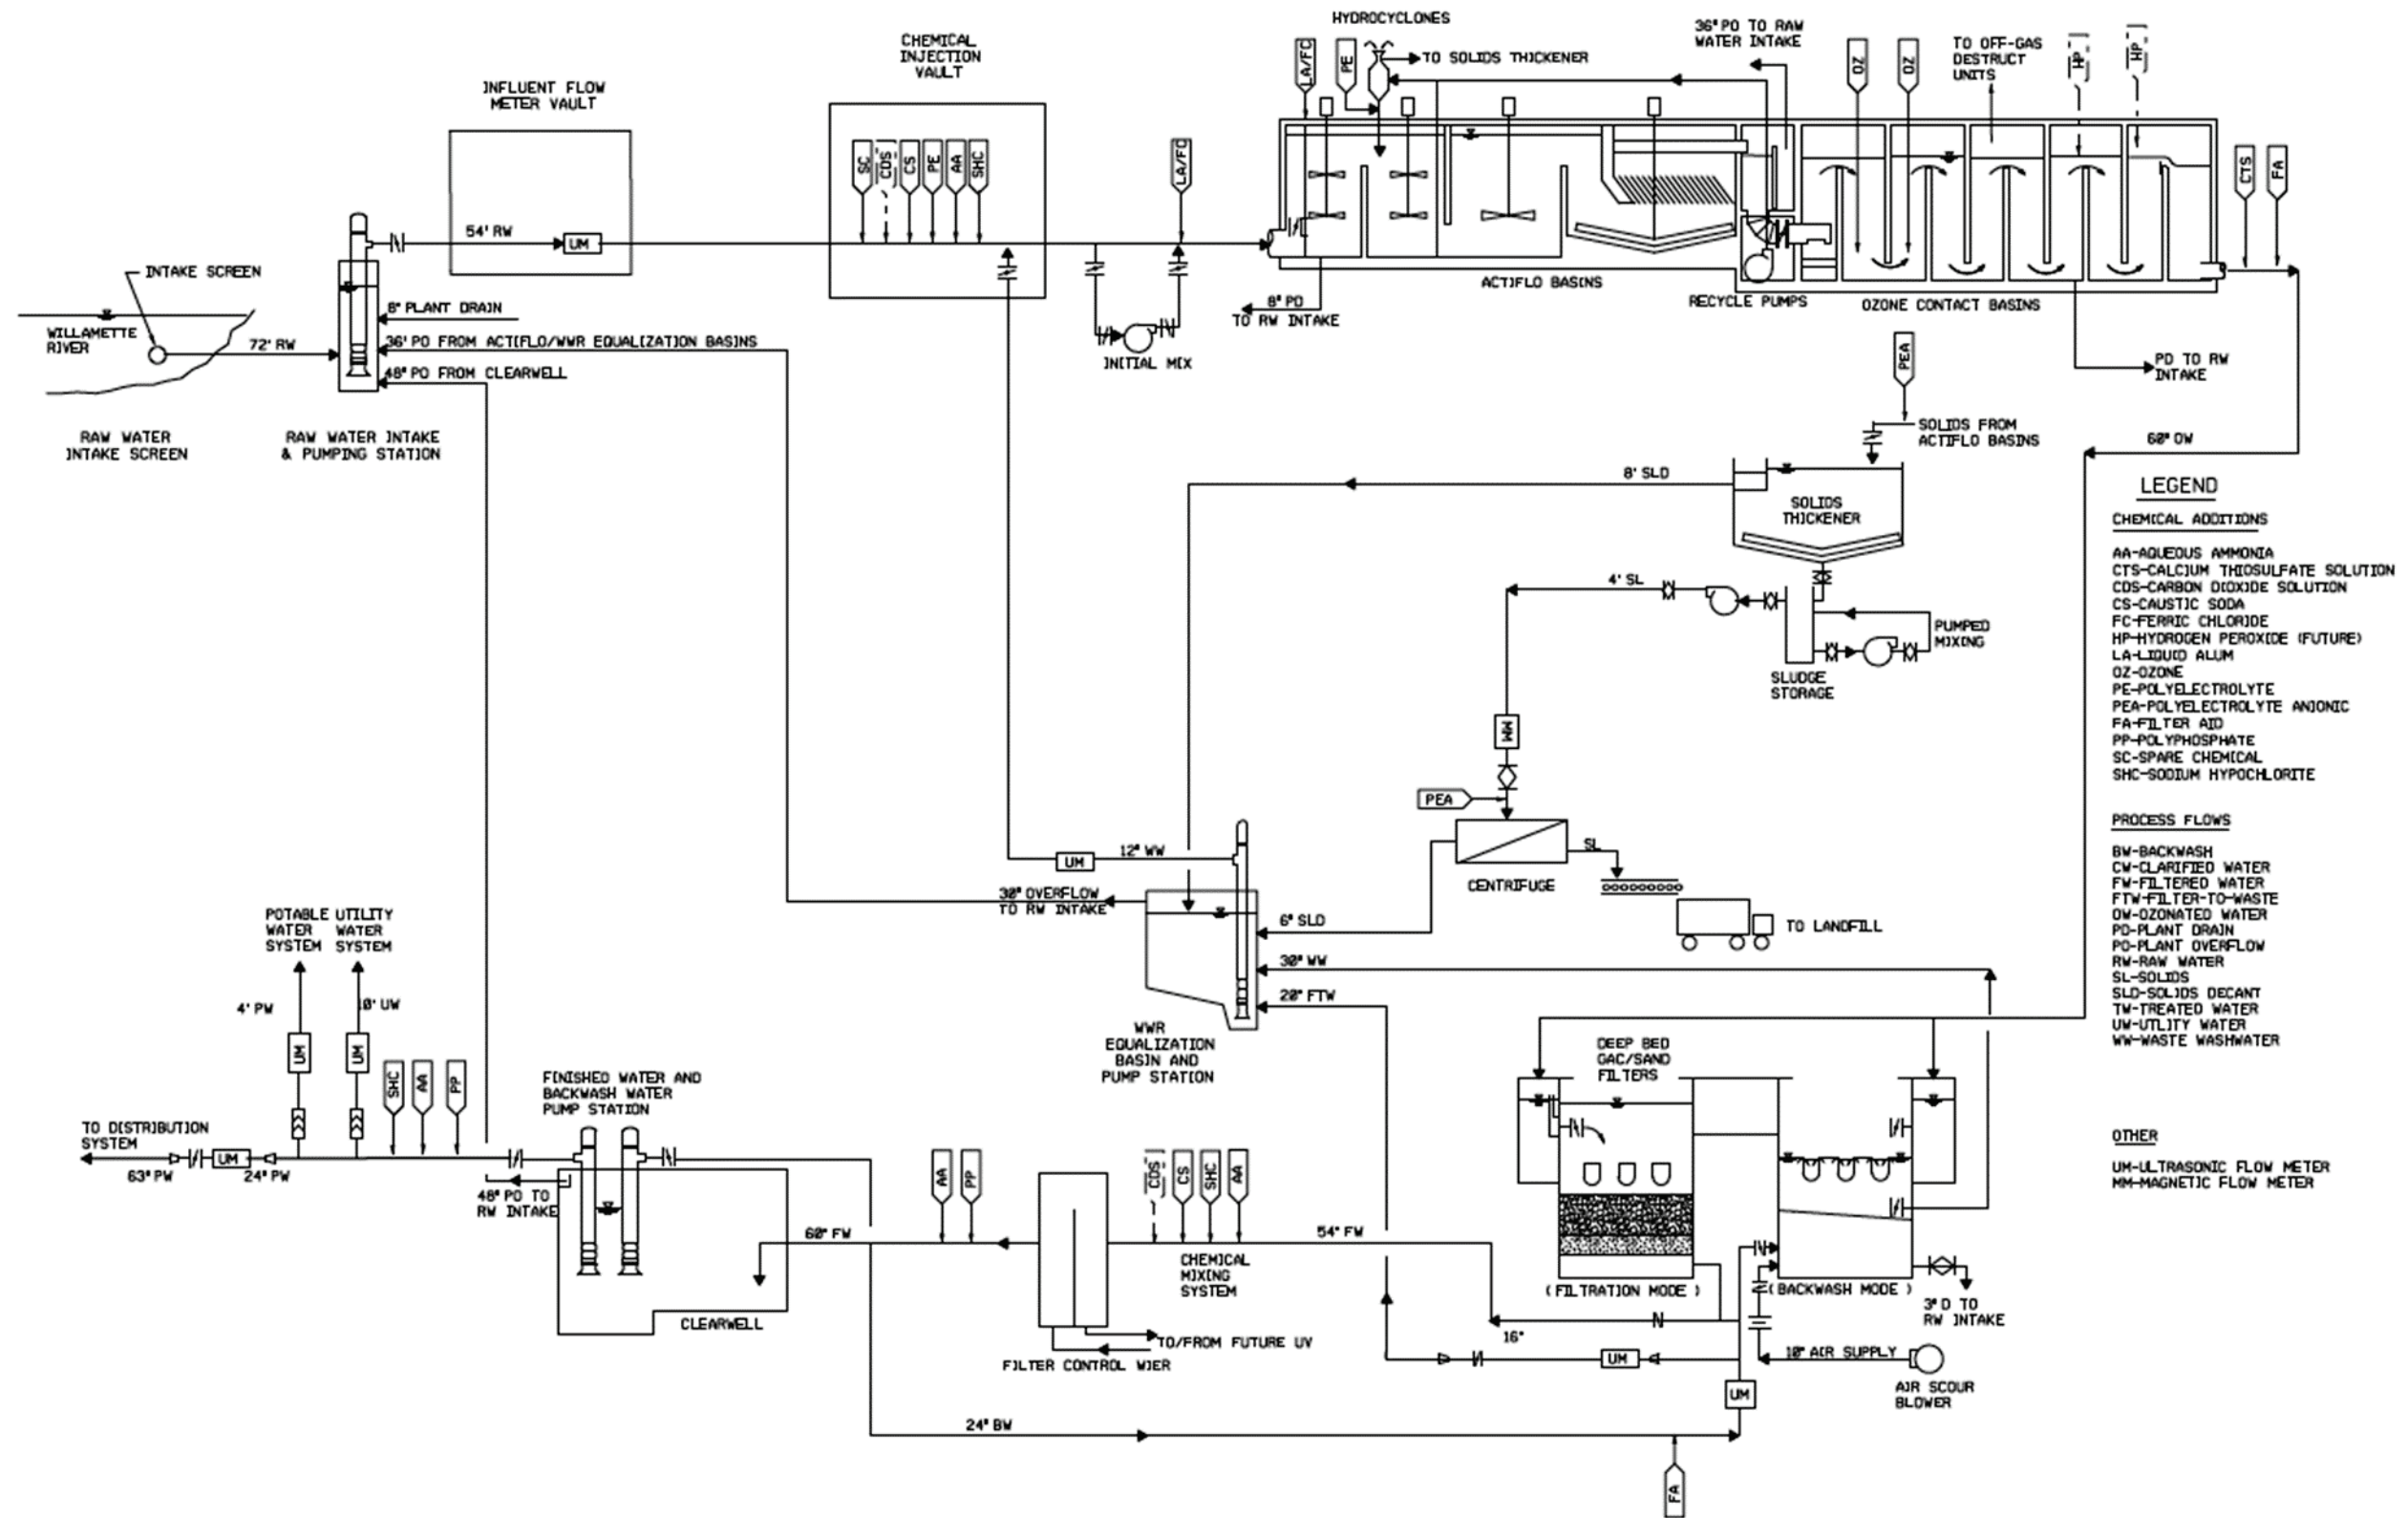 HYDROCYCLONES
TO SOLIDS THICKENER
36" PO TO RAW
WATER INTAKE
TO OFF-GAS
DESTRUCT
UNITS
LA/FC
PE
OZ
OZ
HP
HP
CHEMICAL
INJECTION
VAULT
INFLUENT FLOW
METER VAULT
SC
CDS
CS
PE
AA
SHC
LA/FC
CTS
FA
54" RW
UM
INTAKE SCREEN
WILLAMETTE
RIVER
72" RW
8" PLANT DRAIN
36" PO FROM ACTIFLO/WWR EQUALIZATION BASINS
48" PO FROM CLEARWELL
RAW WATER
INTAKE SCREEN
RAW WATER INTAKE
& PUMPING STATION
INITIAL MIX
8" PD
TO RW INTAKE
ACTIFLO BASINS
RECYCLE PUMPS
OZONE CONTACT BASINS
PD TO RW
INTAKE
PEA
SOLIDS FROM
ACTIFLO BASINS
60" OW
8" SLD
SOLIDS
THICKENER
4" SL
PUMPED
MIXING
SLUDGE
STORAGE
MM
PEA
CENTRIFUGE
SL
TO LANDFILL
UM
12" WW
30" OVERFLOW
TO RW INTAKE
6" SLD
30" WW
20" FTW
WWR
EQUALIZATION
BASIN AND
PUMP STATION
LEGEND
CHEMICAL ADDITIONS
AA-AQUEOUS AMMONIA
CTS-CALCIUM THIOSULFATE SOLUTION
CDS-CARBON DIOXIDE SOLUTION
CS-CAUSTIC SODA
FC-FERRIC CHLORIDE
HP-HYDROGEN PEROXIDE (FUTURE)
LA-LIQUID ALUM
OZ-OZONE
PE-POLYELECTROLYTE
PEA-POLYELECTROLYTE ANIONIC
FA-FILTER AID
PP-POLYPHOSPHATE
SC-SPARE CHEMICAL
SHC-SODIUM HYPOCHLORITE
PROCESS FLOWS
BW-BACKWASH
CW-CLARIFIED WATER
FW-FILTERED WATER
FTW-FILTER-TO-WASTE
OW-OZONATED WATER
PD-PLANT DRAIN
PO-PLANT OVERFLOW
RW-RAW WATER
SL-SOLIDS
SLD-SOLIDS DECANT
TW-TREATED WATER
UW-UTLITY WATER
WW-WASTE WASHWATER
OTHER
UM-ULTRASONIC FLOW METER
MM-MAGNETIC FLOW METER
POTABLE
WATER
SYSTEM
UTILITY
WATER
SYSTEM
4" PW
10" UW
UM
UM
SHC
AA
PP
FINISHED WATER AND
BACKWASH WATER
PUMP STATION
TO DISTRIBUTION
SYSTEM
UM
63" PW
24" PW
48" PO TO
RW INTAKE
CLEARWELL
60" FW
AA
PP
CDS
CS
SHC
AA
54" FW
CHEMICAL
MIXING
SYSTEM
TO/FROM FUTURE UV
FILTER CONTROL WIER
DEEP BED
GAC/SAND
FILTERS
(FILTRATION MODE)
(BACKWASH MODE)
3" D TO
RW INTAKE
16"
UM
10" AIR SUPPLY
AIR SCOUR
BLOWER
UM
24" BW
FA